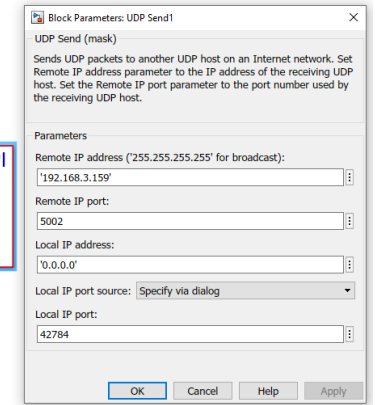 Block Parameters: UDP Send1
UDP Send (mask)
Sends UDP packets to another UDP host on an Internet network. Set
Remote IP address parameter to the IP address of the receiving UDP
host. Set the Remote IP port parameter to the port number used by
the receiving UDP host.
Parameters
Remote IP address ('255.255.255.255' for broadcast):
'192.168.3.159'
Remote IP port:
5002
Local IP address:
'0.0.0.0'
Local IP port source: Specify via dialog
Local IP port:
42784
OK Cancel Help Apply